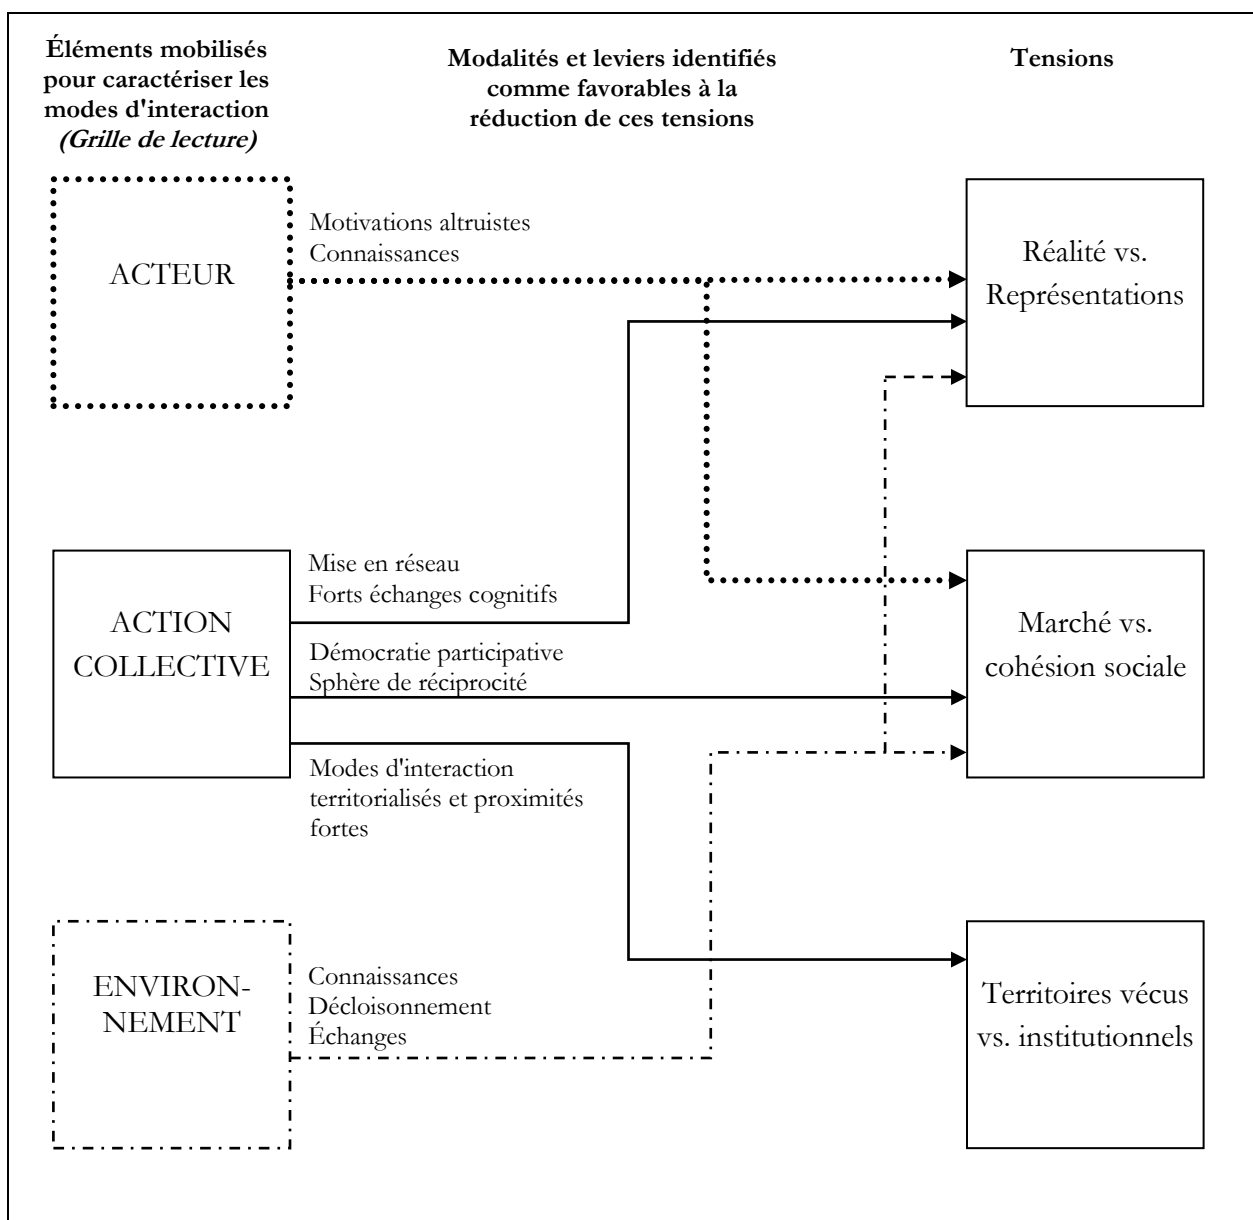 Éléments mobilisés
pour caractériser les
modes d'interaction
(Grille de lecture)
Modalités et leviers identifiés
comme favorables à la
réduction de ces tensions
Tensions
ACTEUR
Motivations altruistes
Connaissances
Réalité vs.
Représentations
ACTION
COLLECTIVE
Mise en réseau
Forts échanges cognitifs
Démocratie participative
Sphère de réciprocité
Modes d'interaction
territorialisés et proximités
fortes
Marché vs.
cohésion sociale
ENVIRON-
NEMENT
Connaissances
Décloisonnement
Échanges
Territoires vécus
vs. institutionnels